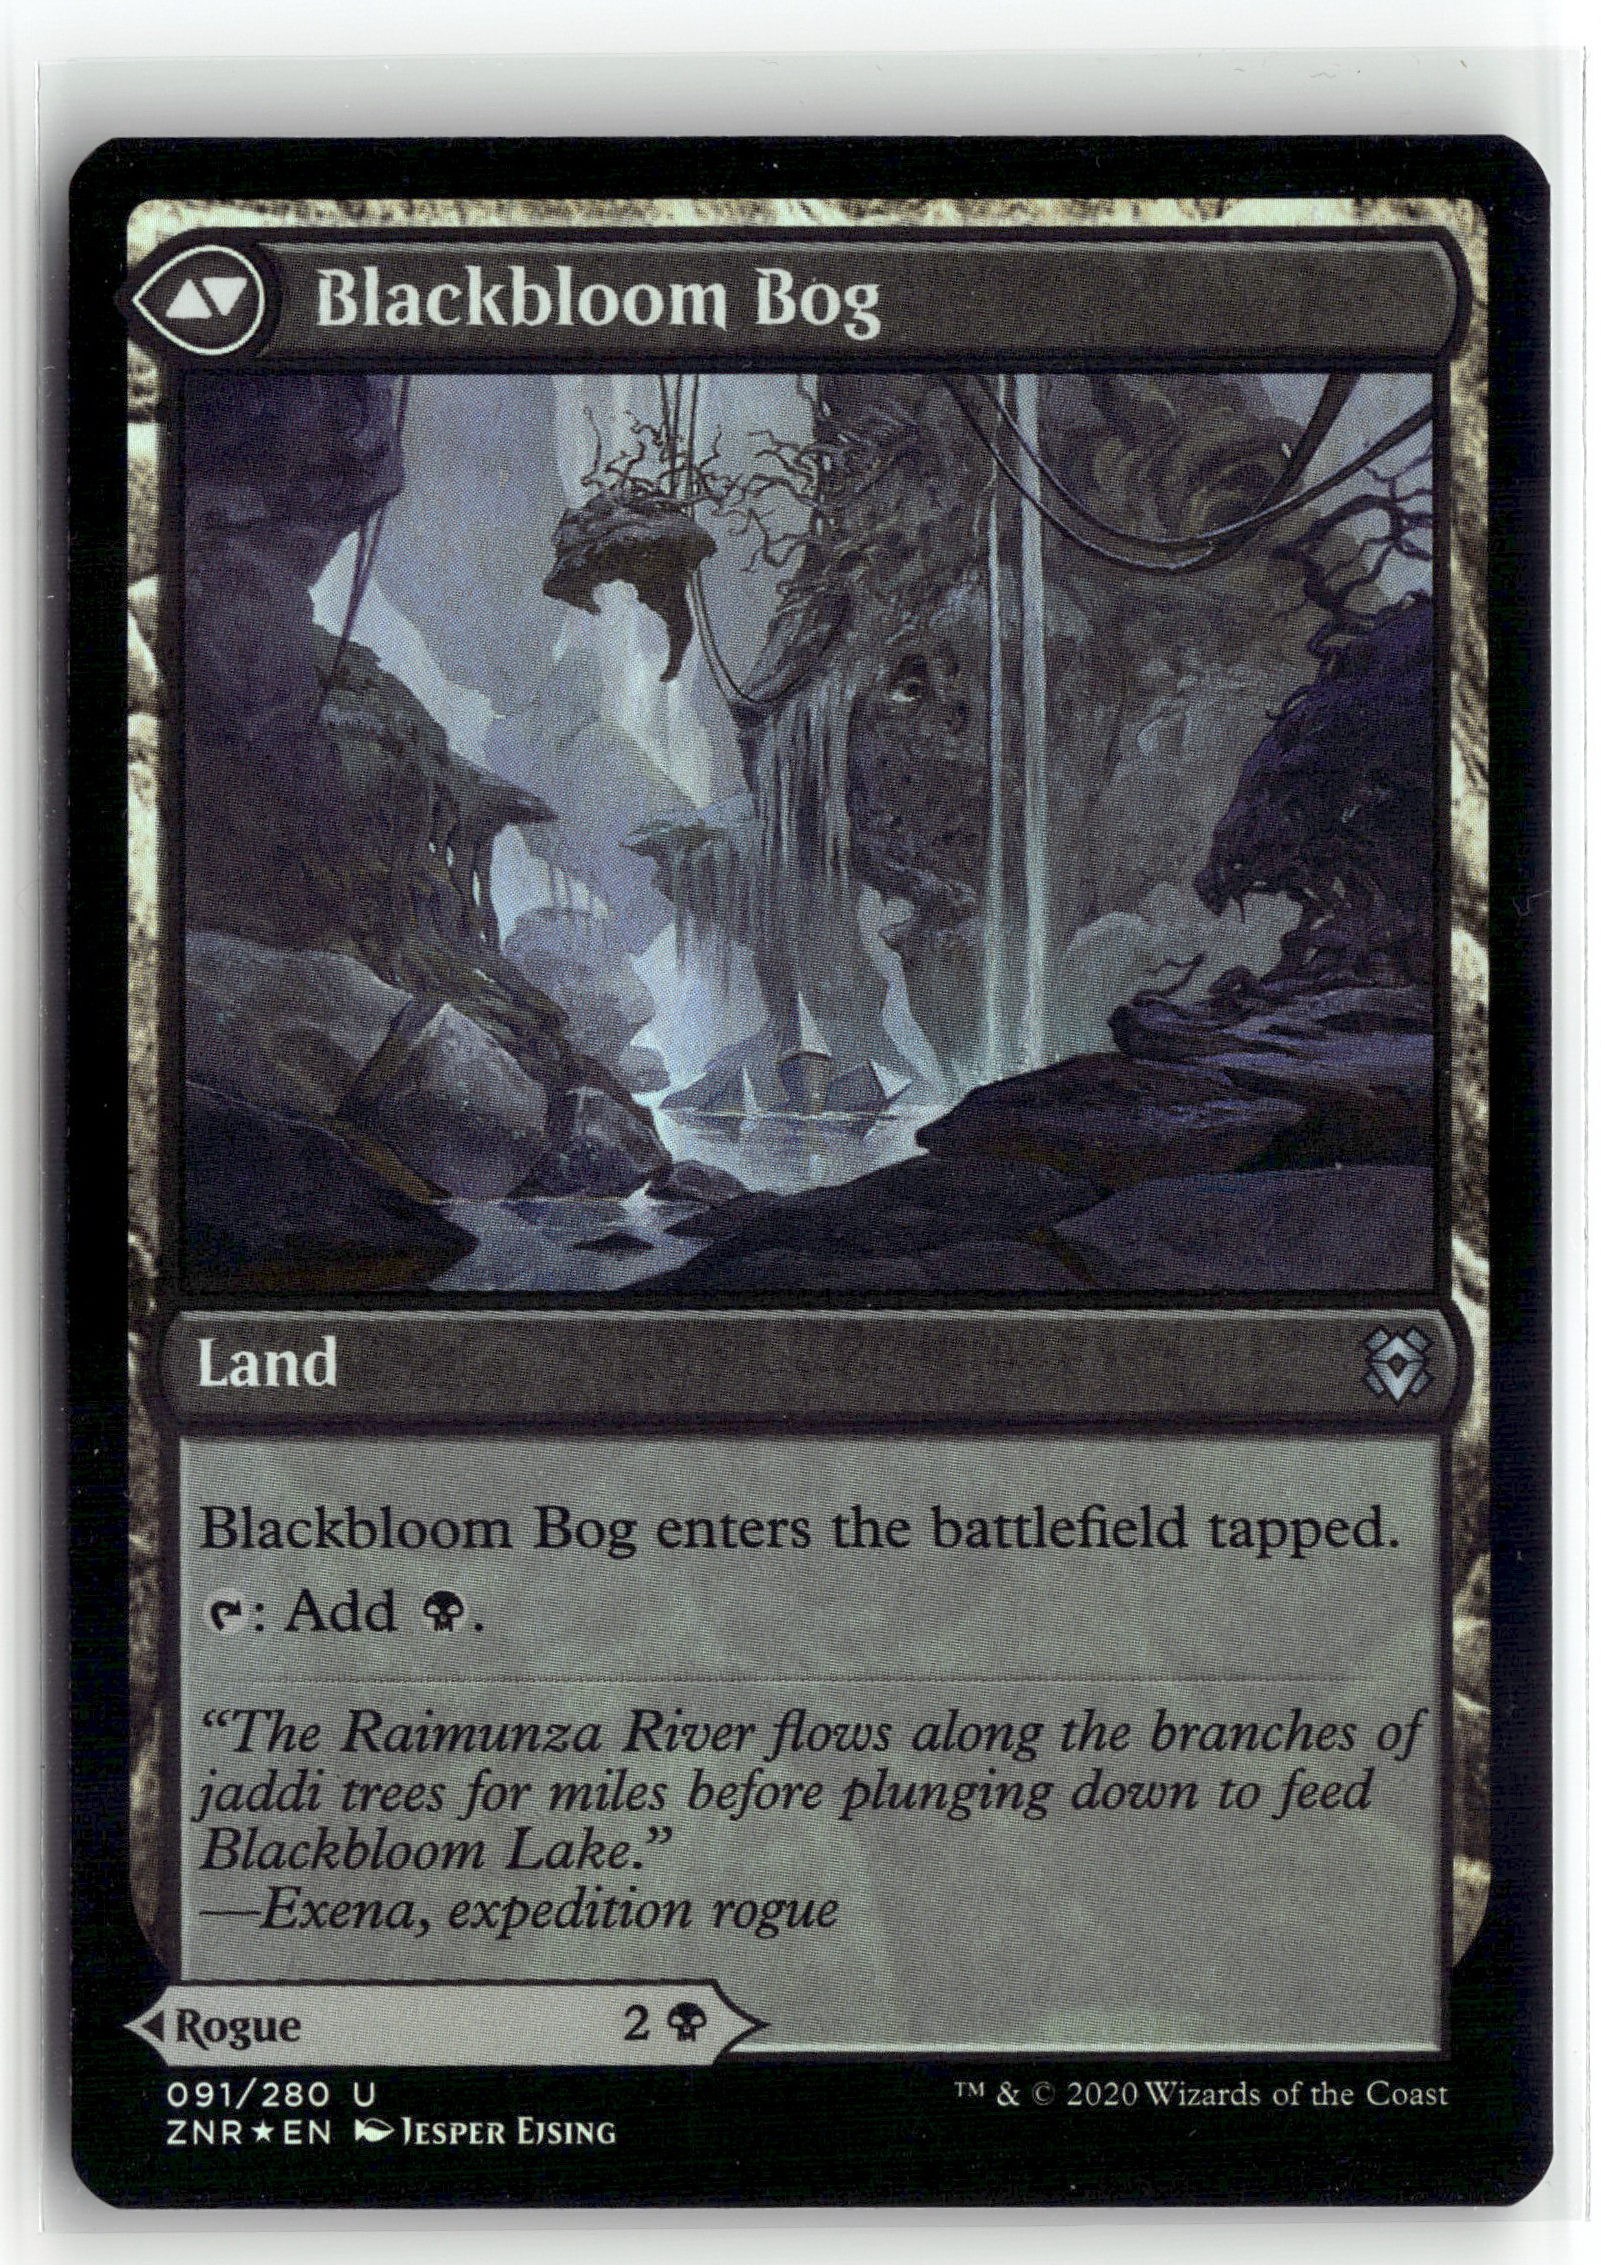 Blackbloom Bog
Land
Blackbloom Bog enters the battlefield tapped.
: Add .
“The Raimunza River flows along the branches of
jaddi trees for miles before plunging down to feed
Blackbloom Lake.”
—Exena, expedition rogue
Rogue 2
091/280 U
ZNR★EN Jesper Ejsing
™ & © 2020 Wizards of the Coast